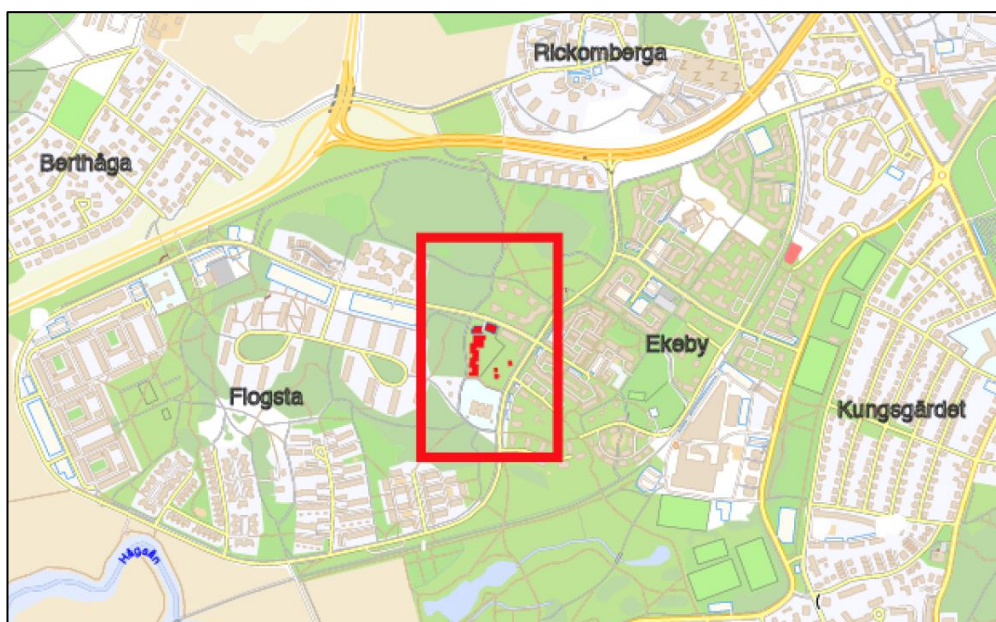 Rickomberga
Berthåga
Ekeby
Flogsta
Kungsgärdet
Hågaån